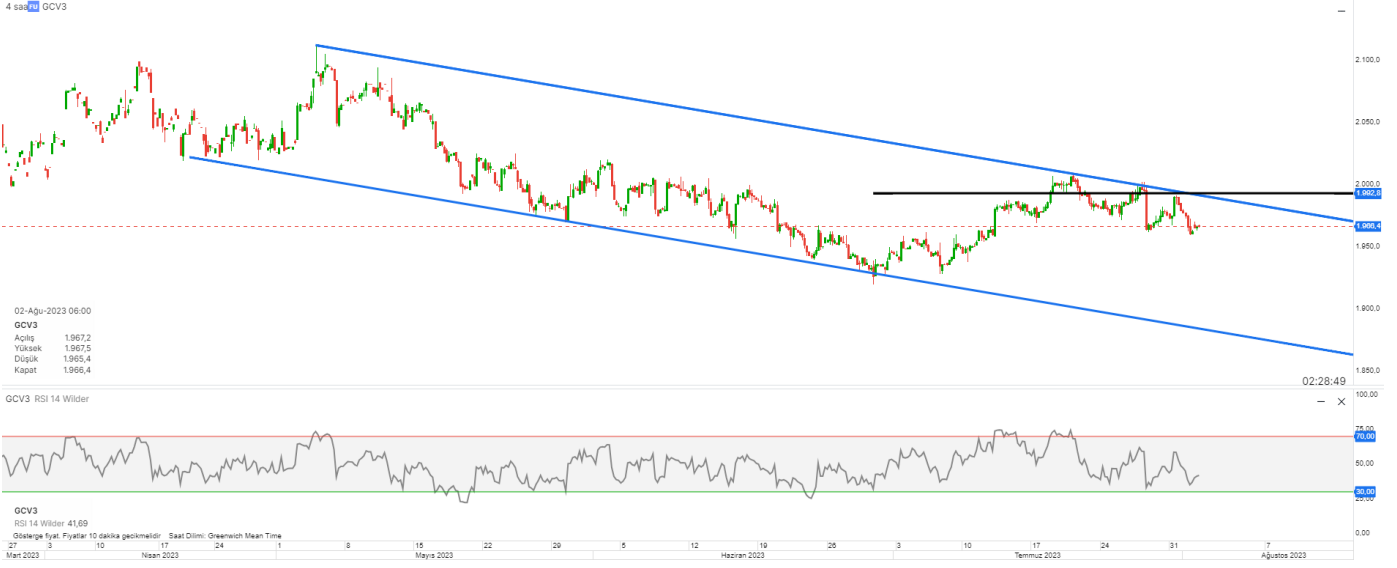 4 saa FU GCV3
2.100,0
2.050,0
2.000,0
1.992,8
1.966,4
1.950,0
1.900,0
1.850,0
02-Ağu-2023 06:00
GCV3
Açılış 1.967,2
Yüksek 1.967,5
Düşük 1.965,4
Kapat 1.966,4
02:28:49
GCV3 RSI 14 Wilder
100,00
75,00
70,00
50,00
30,00
25,00
0,00
GCV3
RSI 14 Wilder 41,69
Gösterge fiyat. Fiyatlar 10 dakika gecikmelidir Saat Dilimi: Greenwich Mean Time
27 3 10 17 24 1 8 15 22 29 5 12 19 26 3 10 17 24 31 7
Mart 2023 Nisan 2023 Mayıs 2023 Haziran 2023 Temmuz 2023 Ağustos 2023